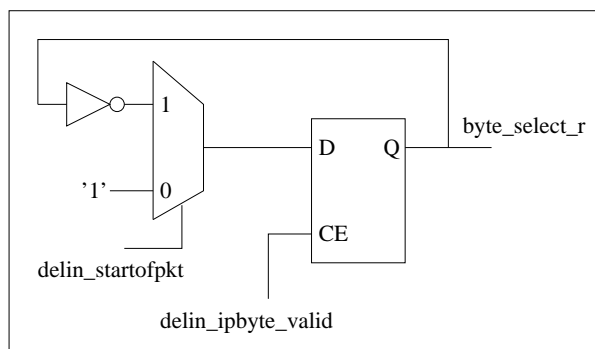 1
D
Q
byte_select_r
'1'
0
CE
delin_startofpkt
delin_ipbyte_valid